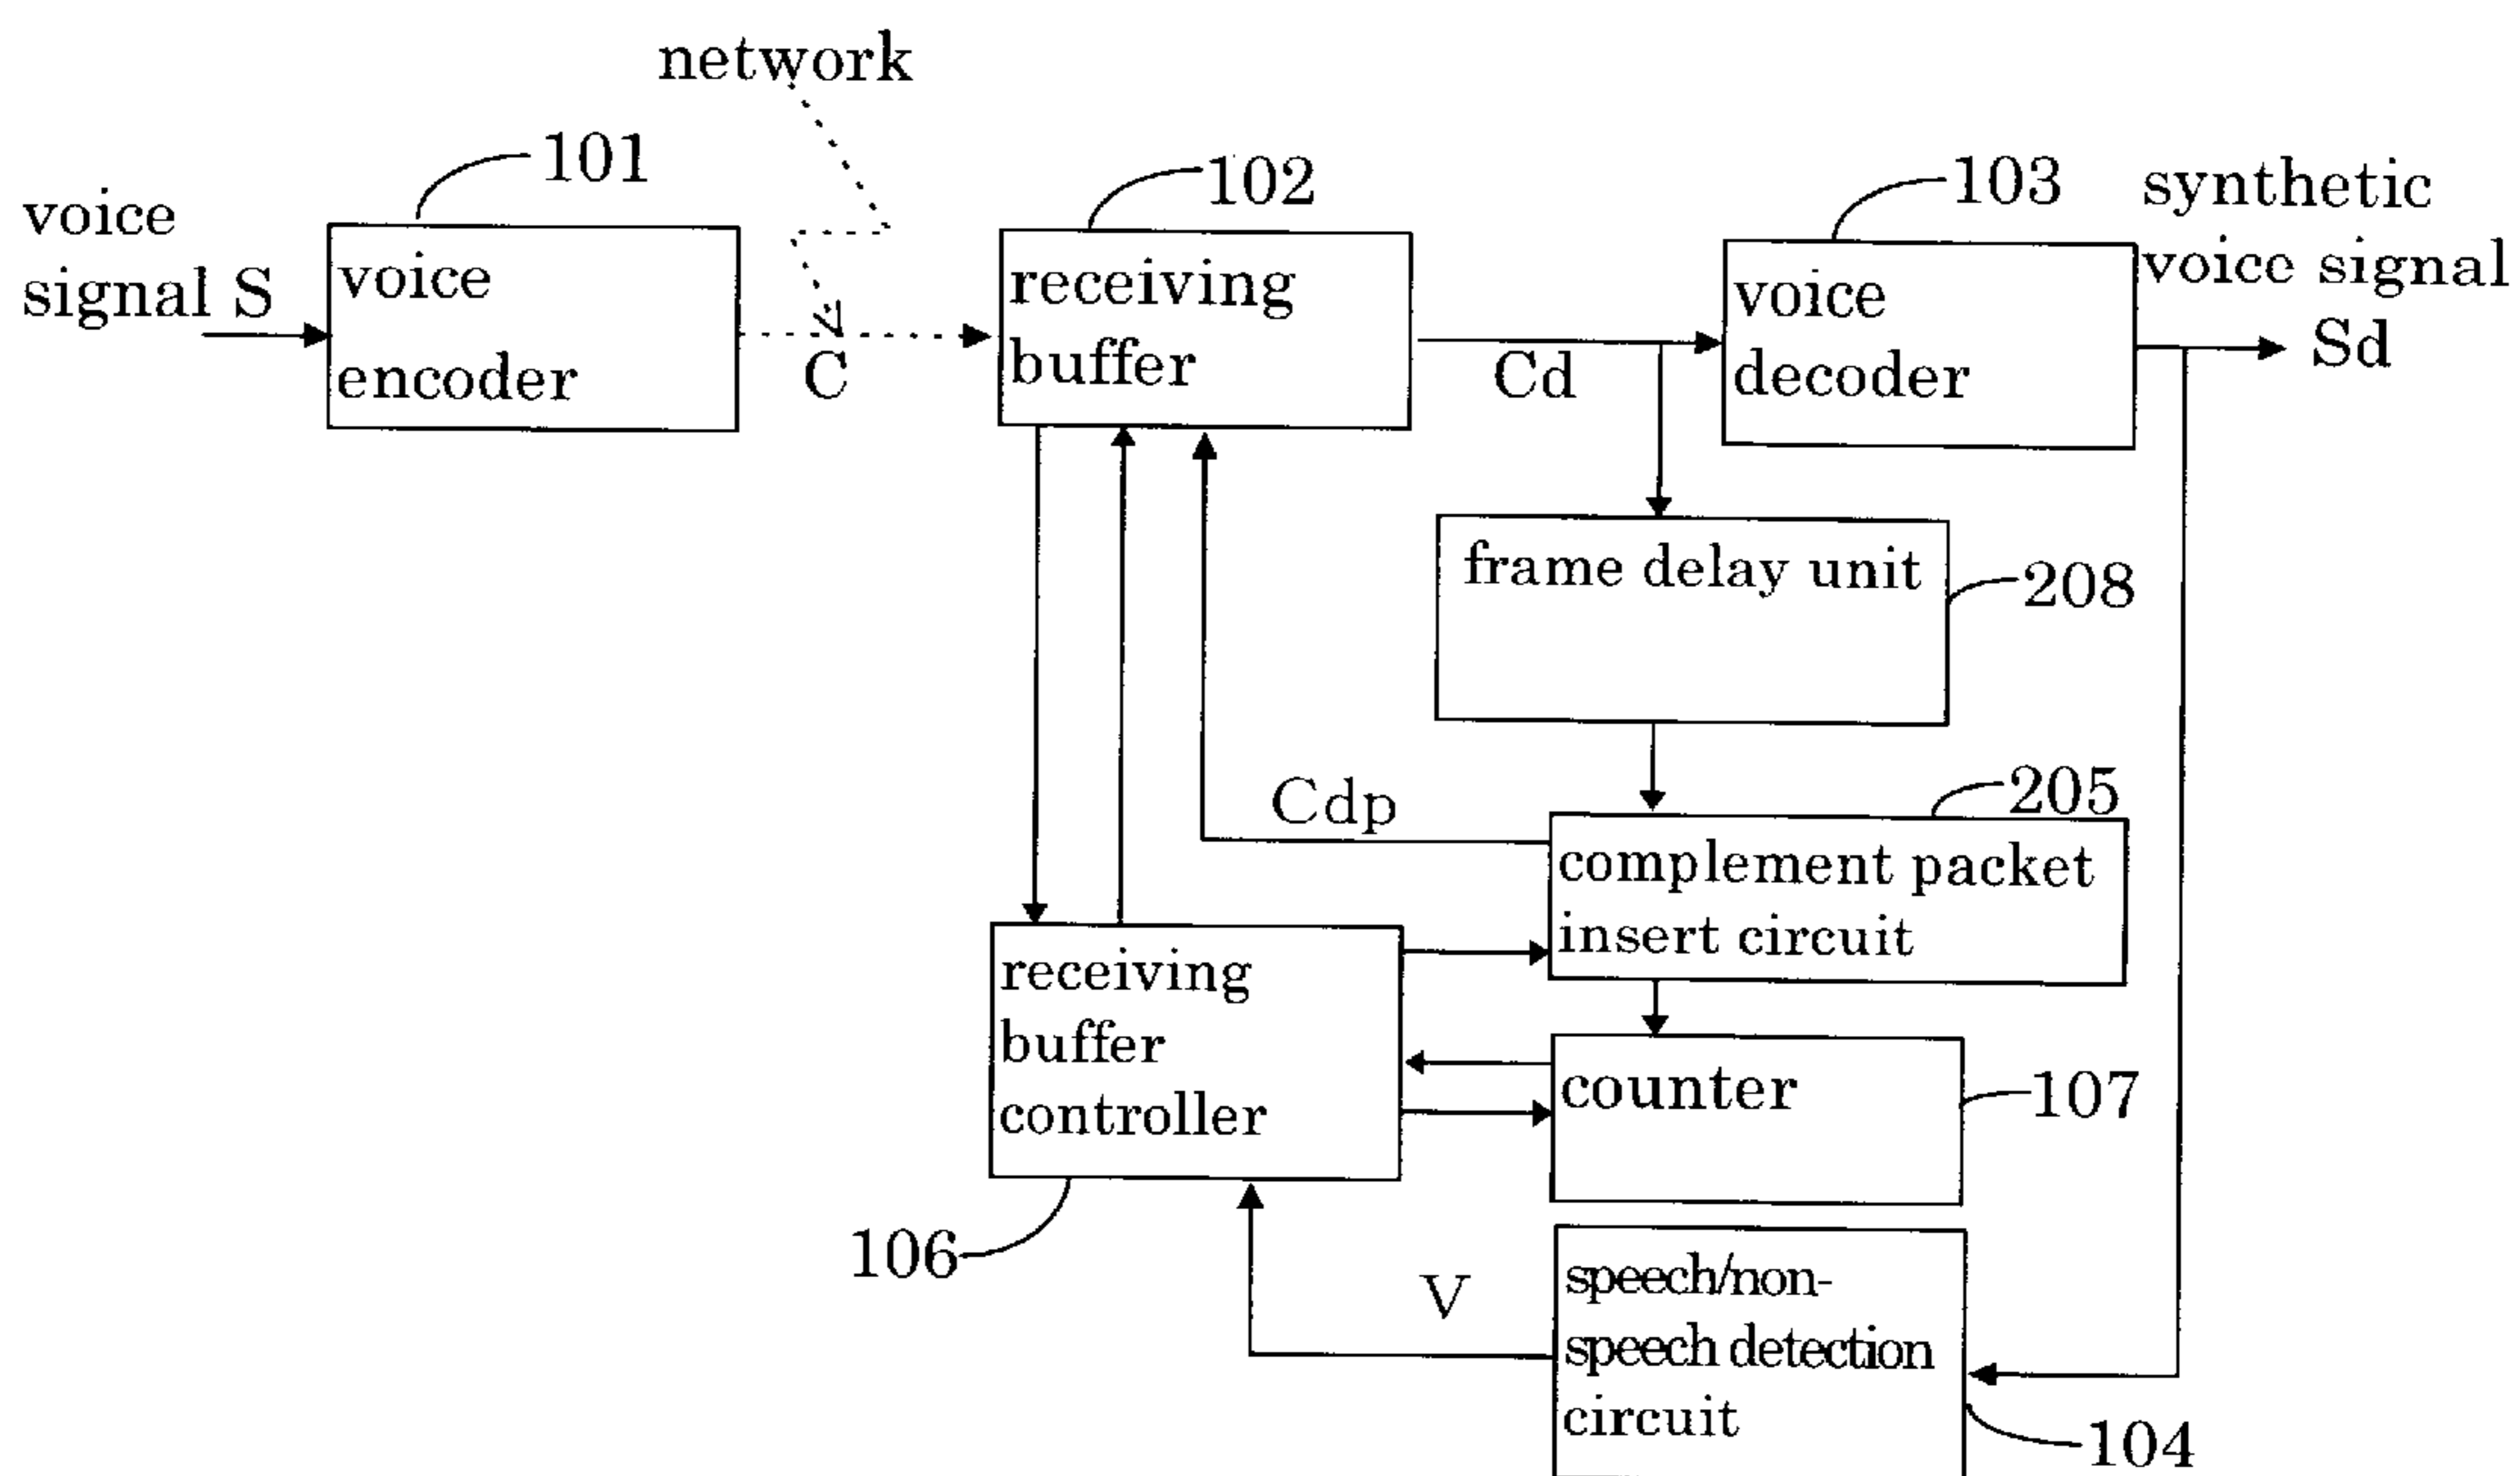 network
101
102
103
synthetic
voice signal
Sd
voice
signal S
voice
encoder
C
receiving
buffer
Cd
voice
decoder
frame delay unit
208
Cdp
205
complement packet
insert circuit
receiving
buffer
controller
counter
107
106
V
speech/non-
speech detection
circuit
104